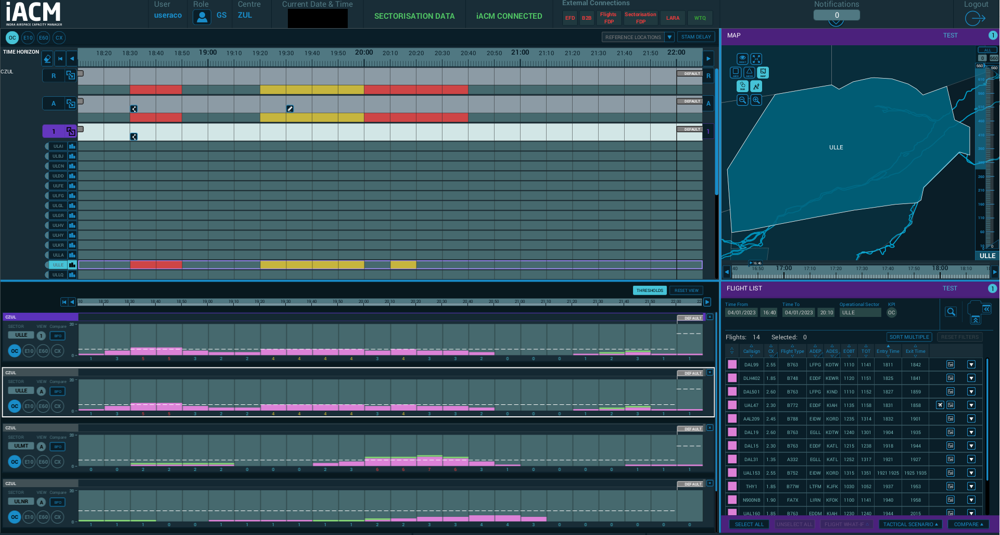 iACM
INDRA AIRSPACE CAPACITY MANAGER
User
useraco
Role
GS
Centre
ZUL
Current Date & Time
SECTORISATION DATA
iACM CONNECTED
External Connections
EFD B2B Flights FDP Sectorisation FDP LARA WTQ
Notifications
0
Logout
OC E10 E60 CX
REFERENCE LOCATIONS ▼ STAM DELAY
TIME HORIZON
18:20 18:30 18:40 18:50 19:00 19:10 19:20 19:30 19:40 19:50 20:00 20:10 20:20 20:30 20:40 20:50 21:00 21:10 21:20 21:30 21:40 21:50 22:00
CZUL
R DEFAULT R
A DEFAULT A
1 DEFAULT 1
ULAI
ULBJ
ULCN
ULDD
ULFE
ULFG
ULGL
ULGR
ULHV
ULHY
ULKR
ULLA
ULLE
ULLQ
MAP TEST 1
ALL
0 660
660 660
RESET
MAP
SUA
610
560
510
460
410
360
260
210
160
110
60
10
0 0
ULLE
ULLE
16:46
40 16:50 17:00 17:10 17:20 17:30 17:40 17:50 18:00 18:10
THRESHOLDS RESET VIEW
10 18:20 18:30 18:40 18:50 19:00 19:10 19:20 19:30 19:40 19:50 20:00 20:10 20:20 20:30 20:40 20:50 21:00 21:10 21:20 21:30 21:40 21:50 22:00 22:
CZUL DEFAULT
SECTOR VIEW Compare 20
ULLE 1 BPD
OC E10 E60 CX 0
1 3 5 5 3 2 2 4 4 4 4 3 4 3 3 2 0 0 0 1 2 3 1 1
CZUL DEFAULT
SECTOR VIEW Compare 20
ULLE A BPD
OC E10 E60 CX 0
1 3 5 5 3 2 2 4 4 4 4 3 4 3 3 2 0 0 0 1 2 3 1 1
CZUL DEFAULT
SECTOR VIEW Compare 20
ULMT A BPD
OC E10 E60 CX 0
0 0 2 2 2 2 0 0 0 2 3 6 6 7 6 3 1 0 0 0 0 1 1 1
CZUL DEFAULT
SECTOR VIEW Compare 20
ULNR A BPD
OC E10 E60 CX 0
1 1 1 0 0 1 1 1 1 1 1 2 2 3 3 4 4 3 0 0 0 0 0 0
FLIGHT LIST TEST 1
Time From Time To Operational Sector KPI
04/01/2023 16:40 04/01/2023 20:10 ULLE OC
Flights: 14 Selected: 0 SORT MULTIPLE RESET FILTERS
Callsign CX Flight Type ADEP ADES EOBT TOT Entry Time Exit Time
DAL99 2.55 B763 LFPG KDTW 1110 1141 1811 1842
DLH402 1.85 B748 EDDF KEWR 1120 1151 1825 1841
DAL501 2.60 B763 LFPG KIND 1110 1152 1827 1859
UAL47 2.30 B772 EDDF KIAH 1135 1158 1831 1858
AAL209 2.45 B788 EIDW KORD 1235 1314 1832 1901
DAL19 2.60 B763 EGLL KDTW 1240 1301 1904 1935
DAL15 2.30 B763 EDDF KATL 1215 1238 1918 1944
DAL31 1.35 A332 EGLL KATL 1252 1317 1921 1927
UAL153 2.55 B752 EIDW KORD 1315 1351 1921 1925 1925 1935
THY1 1.85 B77W LTFM KJFK 1030 1052 1937 1953
N900NB 1.90 FA7X LIRN KFOK 1100 1141 1940 1958
UAL160 1.85 B763 EDDM KIAH 1230 1240 1944 2015
SELECT ALL UNSELECT ALL FLIGHT WHAT-IF TACTICAL SCENARIO ▲ COMPARE ▲